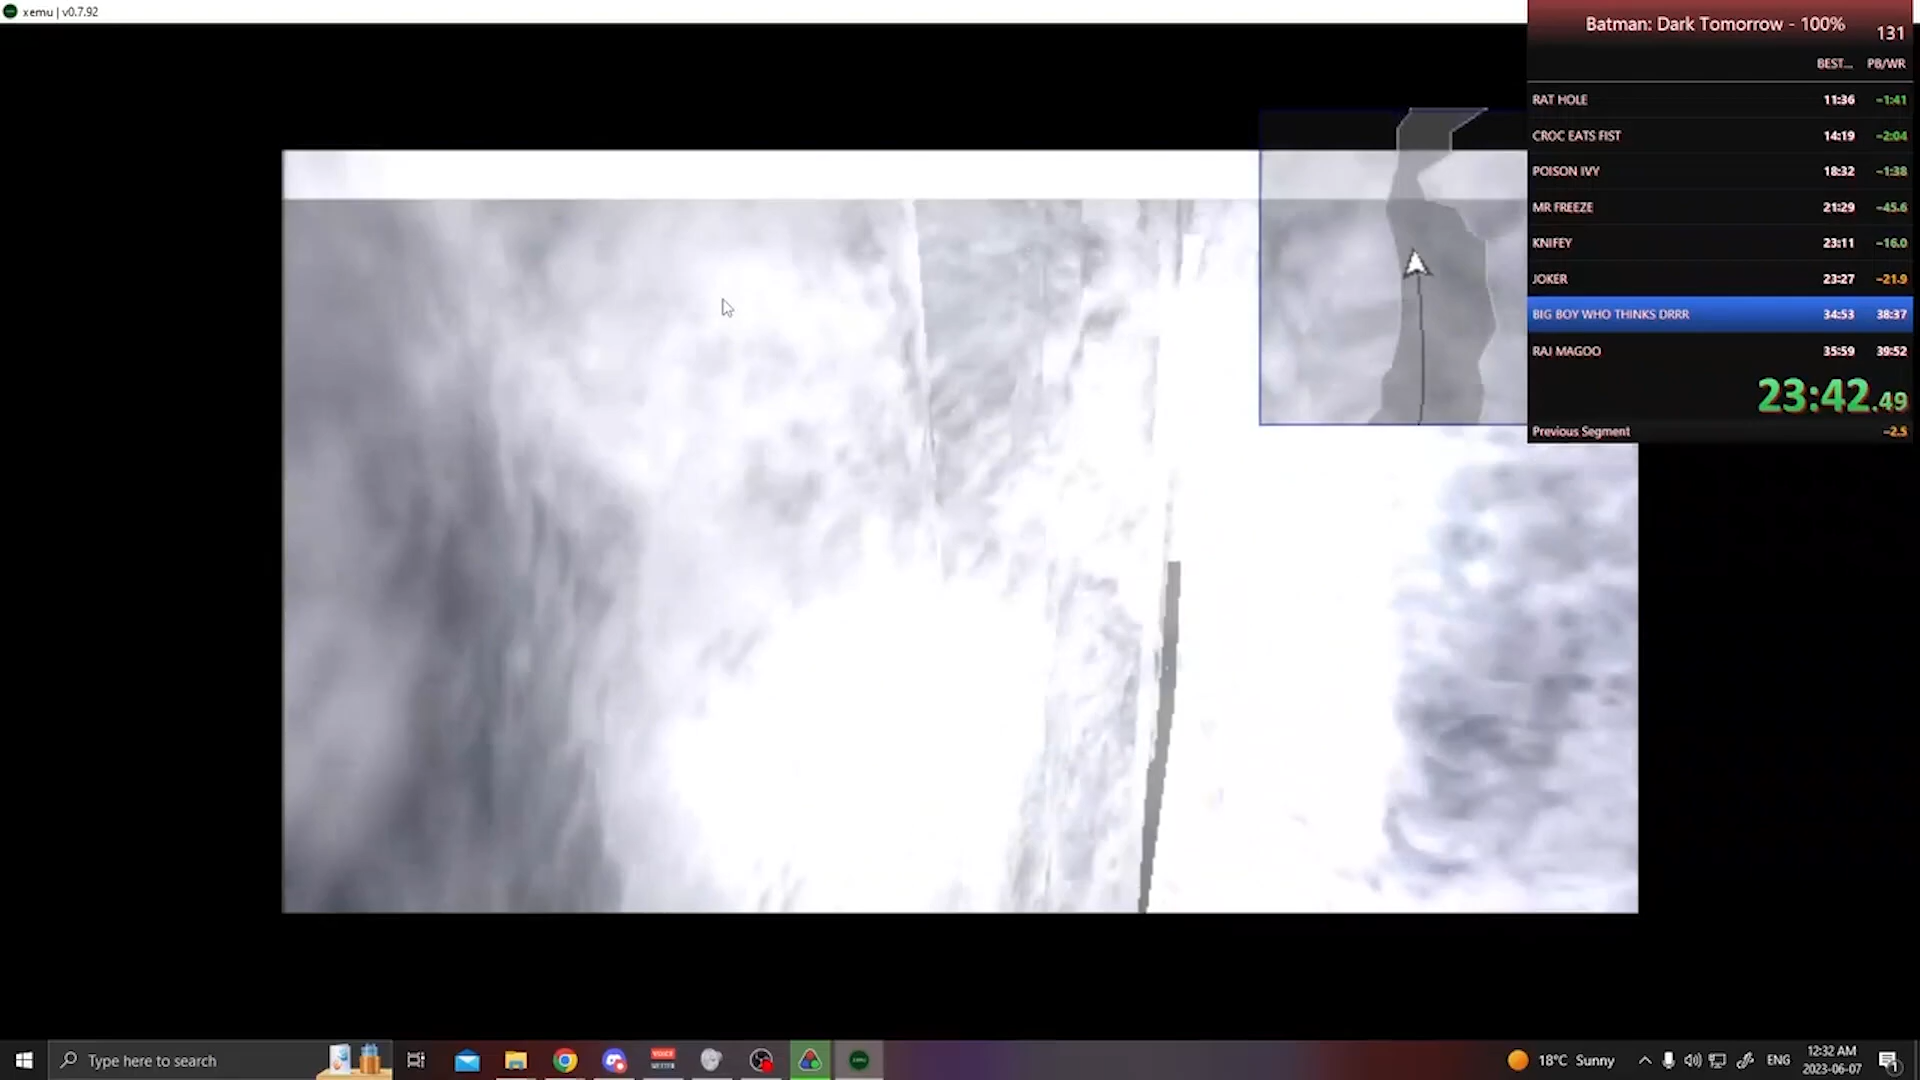 xemu | v0.7.92
Batman: Dark Tomorrow - 100%
131
BEST... PB/WR
RAT HOLE 11:36 -1:41
CROC EATS FIST 14:19 -2:04
POISON IVY 18:32 -1:38
MR FREEZE 21:29 -45.6
KNIFEY 23:11 -16.0
JOKER 23:27 -21.9
BIG BOY WHO THINKS DRRR 34:53 38:37
RAJ MAGOO 35:59 39:52
23:42.49
Previous Segment -2.5
Type here to search
18°C Sunny
ENG
12:32 AM
2023-06-07
1